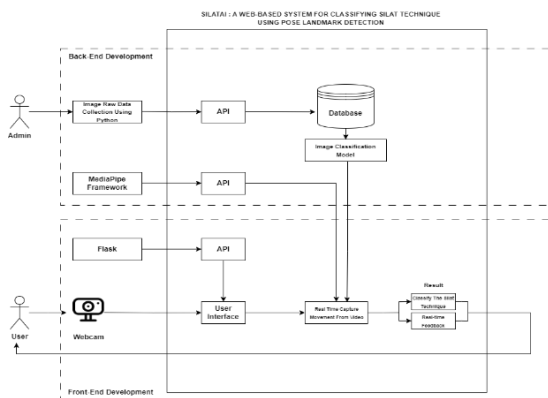 SILATAI : A WEB-BASED SYSTEM FOR CLASSIFYING SILAT TECHNIQUE
USING POSE LANDMARK DETECTION
Back-End Development
Admin
Image Raw Data
Collection Using
Python
API
Database
Image Classification
Model
MediaPipe
Framework
API
Flask
API
User
Webcam
User
Interface
Real Time Capture
Movement From Video
Result
Classify The Silat
Technique
Real-time
Feedback
Front-End Development